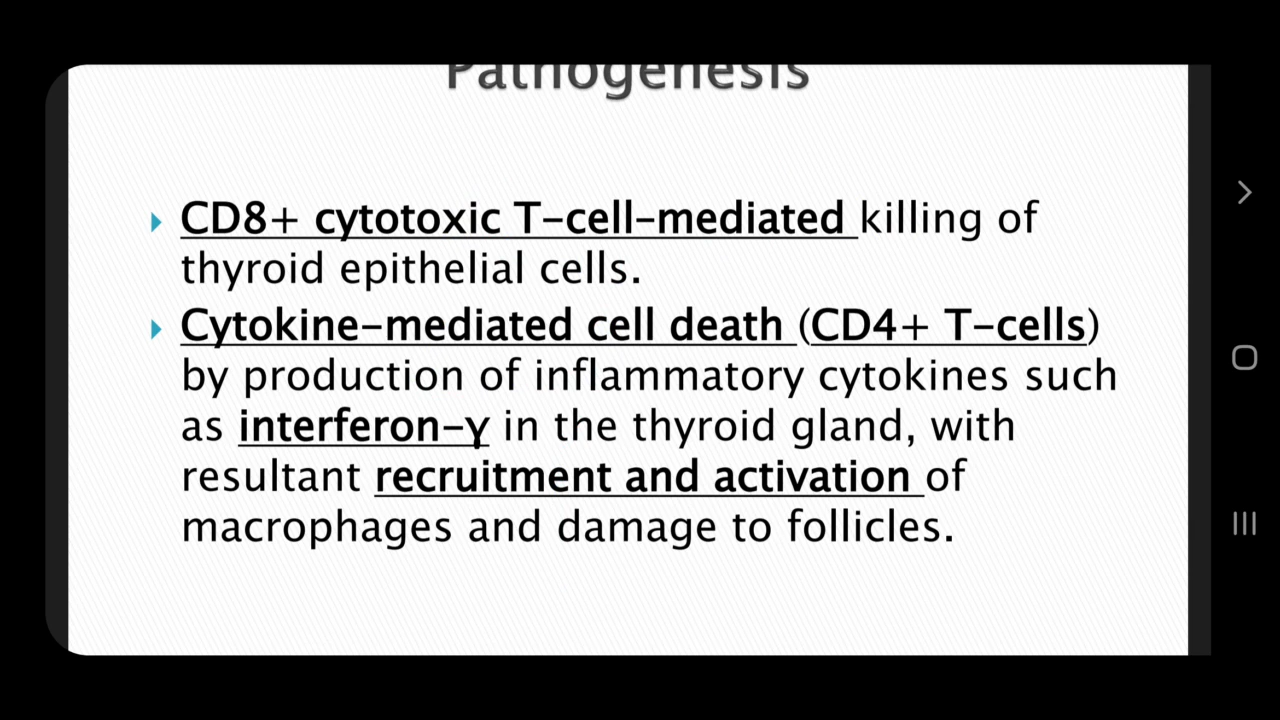 Pathogenesis
CD8+ cytotoxic T-cell-mediated killing of
thyroid epithelial cells.
Cytokine-mediated cell death (CD4+ T-cells)
by production of inflammatory cytokines such
as interferon-γ in the thyroid gland, with
resultant recruitment and activation of
macrophages and damage to follicles.